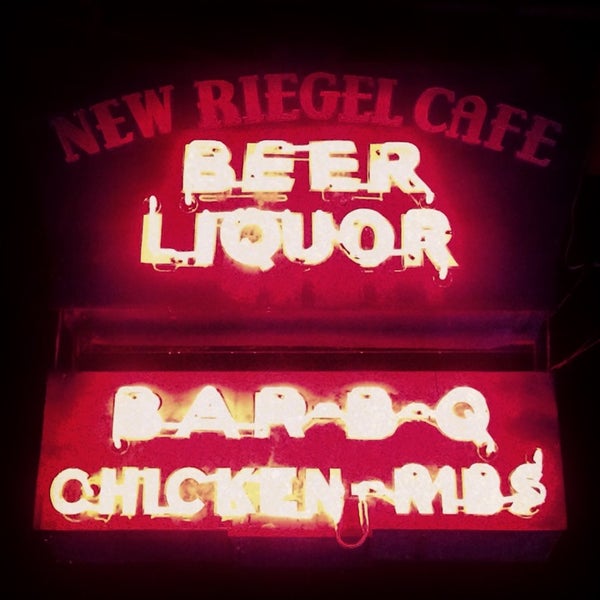 NEW RIEGEL CAFE
BEER
LIQUOR
BAR-B-Q
CHICKEN-RIBS